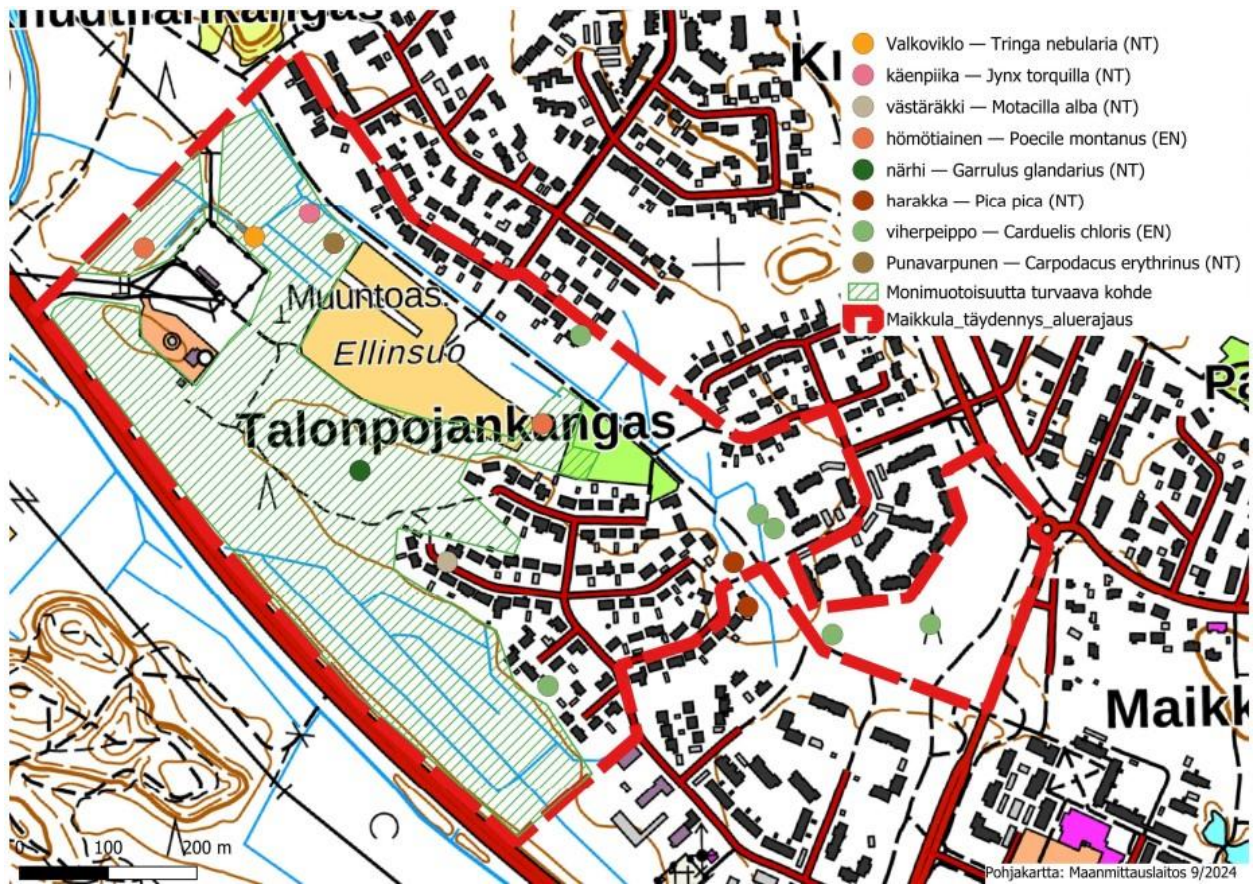 Valkoviklo — Tringa nebularia (NT)
käenpiika — Jynx torquilla (NT)
västäräkki — Motacilla alba (NT)
hömötiainen — Poecile montanus (EN)
närhi — Garrulus glandarius (NT)
harakka — Pica pica (NT)
viherpeippo — Carduelis chloris (EN)
Punavarpunen — Carpodacus erythrinus (NT)
Monimuotoisuutta turvaava kohde
Maikkula_täydennys_aluerajaus
Muuntoas.
Ellinsuo
Talonpojankangas
Maikk
0 100 200 m
Pohjakartta: Maanmittauslaitos 9/2024